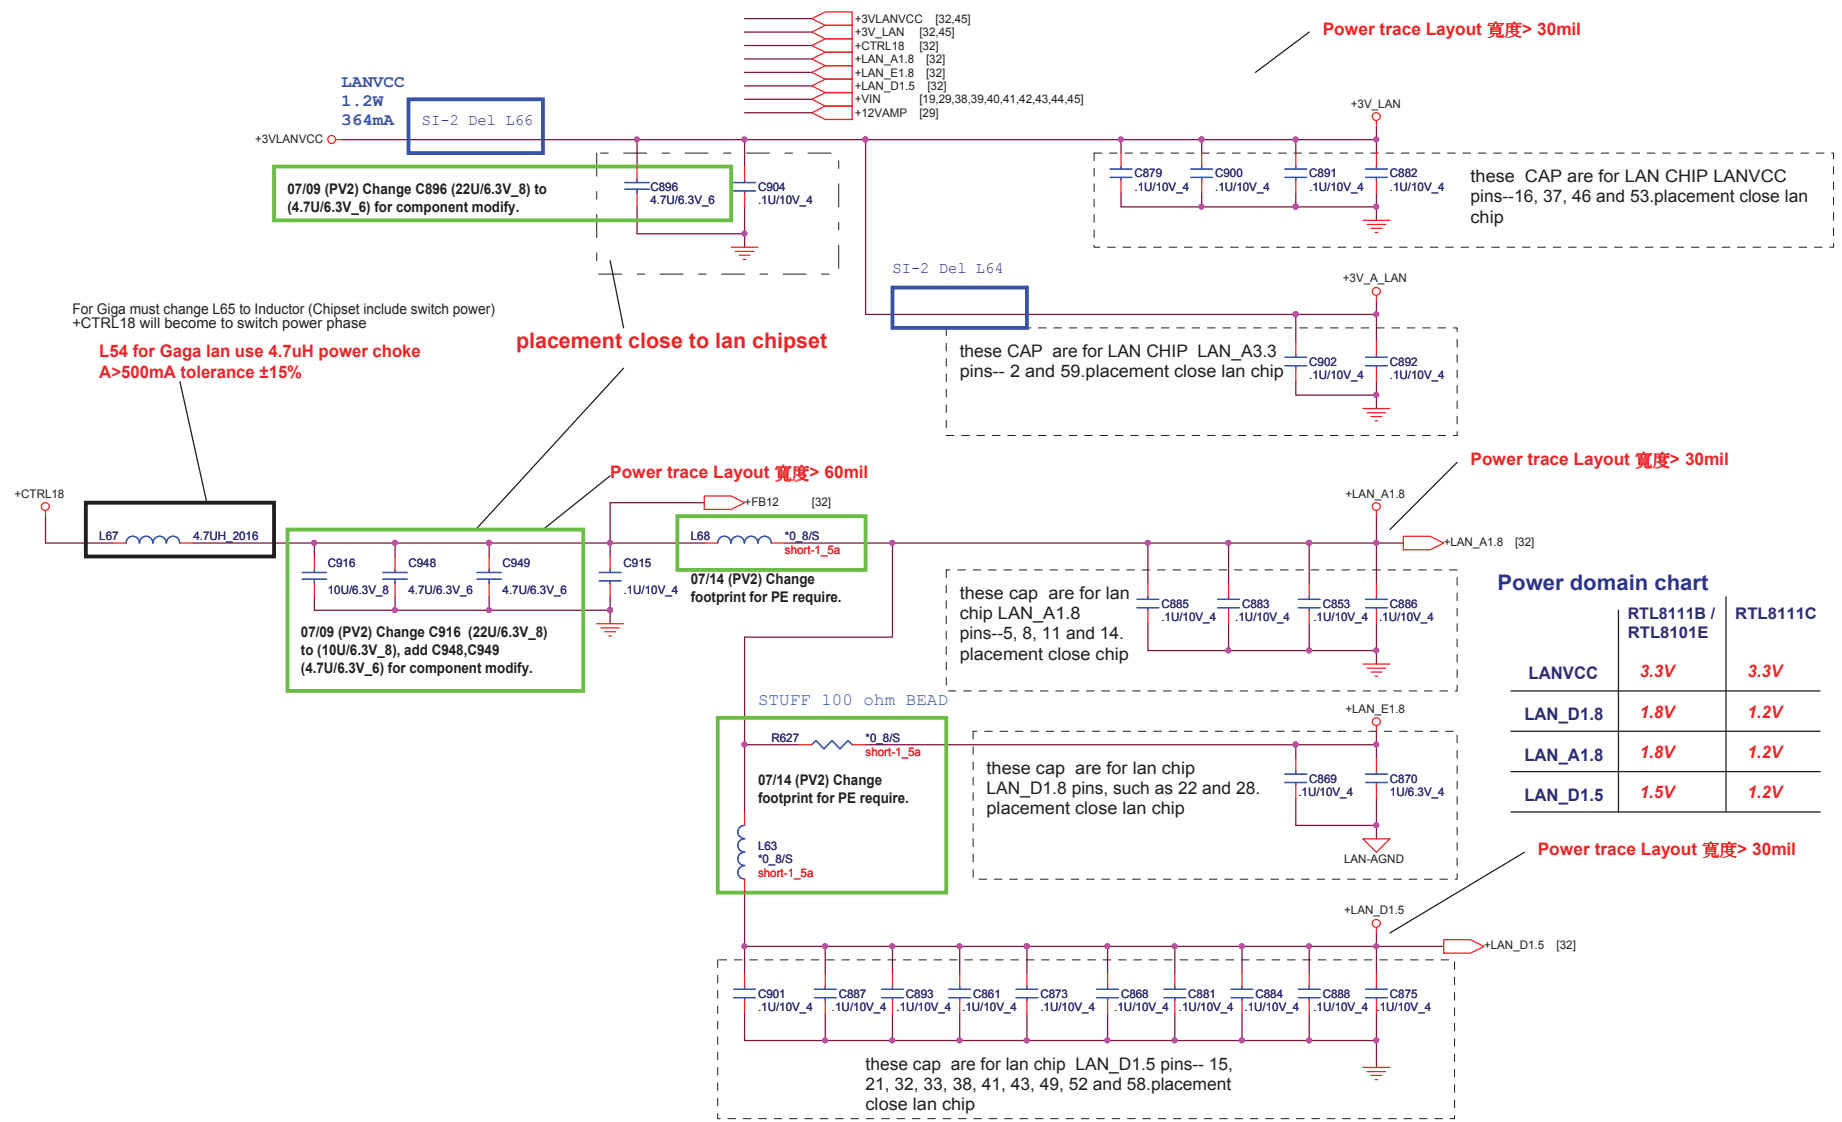 +3VLANVCC [32,45]
+3V_LAN [32,45]
+CTRL18 [32]
+LAN_A1.8 [32]
+LAN_E1.8 [32]
+LAN_D1.5 [32]
+VIN [19,29,38,39,40,41,42,43,44,45]
+12VAMP [29]
Power trace Layout 寬度> 30mil
LANVCC
1.2W
364mA
SI-2 Del L66
+3VLANVCC
+3V_LAN
07/09 (PV2) Change C896 (22U/6.3V_8) to
(4.7U/6.3V_6) for component modify.
C896
4.7U/6.3V_6
C904
.1U/10V_4
C879
.1U/10V_4
C900
.1U/10V_4
C891
.1U/10V_4
C882
.1U/10V_4
these CAP are for LAN CHIP LANVCC
pins--16, 37, 46 and 53.placement close lan
chip
SI-2 Del L64
+3V_A_LAN
these CAP are for LAN CHIP LAN_A3.3
pins-- 2 and 59.placement close lan chip
C902
.1U/10V_4
C892
.1U/10V_4
For Giga must change L65 to Inductor (Chipset include switch power)
+CTRL18 will become to switch power phase
L54 for Gaga lan use 4.7uH power choke
A>500mA tolerance ±15%
placement close to lan chipset
Power trace Layout 寬度> 60mil
Power trace Layout 寬度> 30mil
+CTRL18
L67
4.7UH_2016
+FB12 [32]
L68
*0_8/S
short-1_5a
+LAN_A1.8
+LAN_A1.8 [32]
C916
10U/6.3V_8
C948
4.7U/6.3V_6
C949
4.7U/6.3V_6
C915
.1U/10V_4
07/14 (PV2) Change
footprint for PE require.
07/09 (PV2) Change C916 (22U/6.3V_8)
to (10U/6.3V_8), add C948,C949
(4.7U/6.3V_6) for component modify.
these cap are for lan
chip LAN_A1.8
pins--5, 8, 11 and 14.
placement close chip
C885
.1U/10V_4
C883
.1U/10V_4
C853
.1U/10V_4
C886
.1U/10V_4
Power domain chart
RTL8111B /
RTL8101E
RTL8111C
LANVCC 3.3V 3.3V
LAN_D1.8 1.8V 1.2V
LAN_A1.8 1.8V 1.2V
LAN_D1.5 1.5V 1.2V
STUFF 100 ohm BEAD
R627
*0_8/S
short-1_5a
07/14 (PV2) Change
footprint for PE require.
L63
*0_8/S
short-1_5a
+LAN_E1.8
these cap are for lan chip
LAN_D1.8 pins, such as 22 and 28.
placement close lan chip
C869
.1U/10V_4
C870
1U/6.3V_4
LAN-AGND
Power trace Layout 寬度> 30mil
+LAN_D1.5
+LAN_D1.5 [32]
C901
.1U/10V_4
C887
.1U/10V_4
C893
.1U/10V_4
C861
.1U/10V_4
C873
.1U/10V_4
C868
.1U/10V_4
C881
.1U/10V_4
C884
.1U/10V_4
C888
.1U/10V_4
C875
.1U/10V_4
these cap are for lan chip LAN_D1.5 pins-- 15,
21, 32, 33, 38, 41, 43, 49, 52 and 58.placement
close lan chip